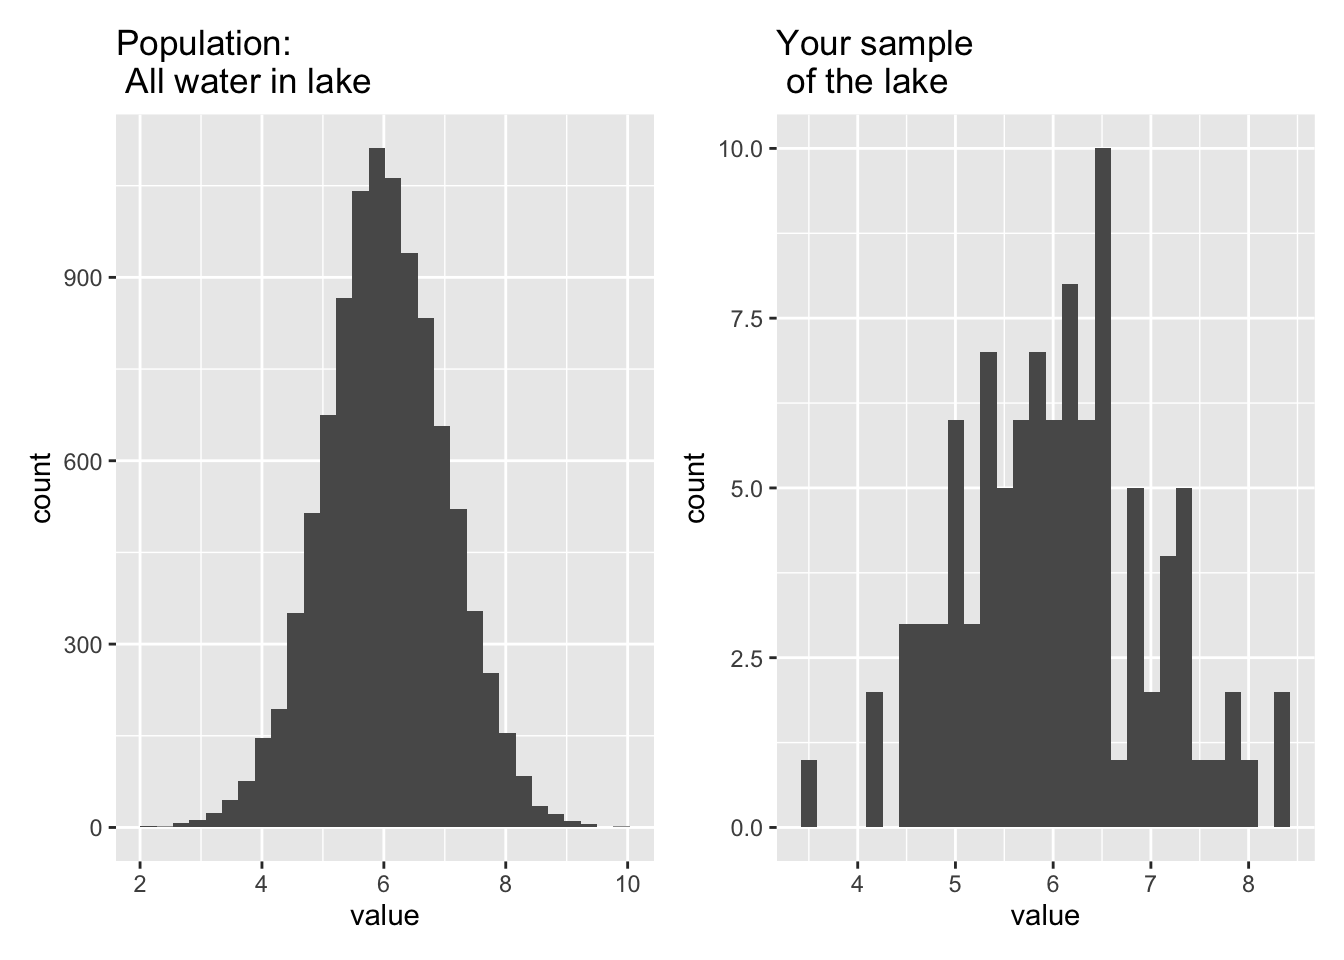 Population:
All water in lake
count
900
600
300
0
2 4 6 8 10
value
Your sample
of the lake
count
10.0
7.5
5.0
2.5
0.0
4 5 6 7 8
value